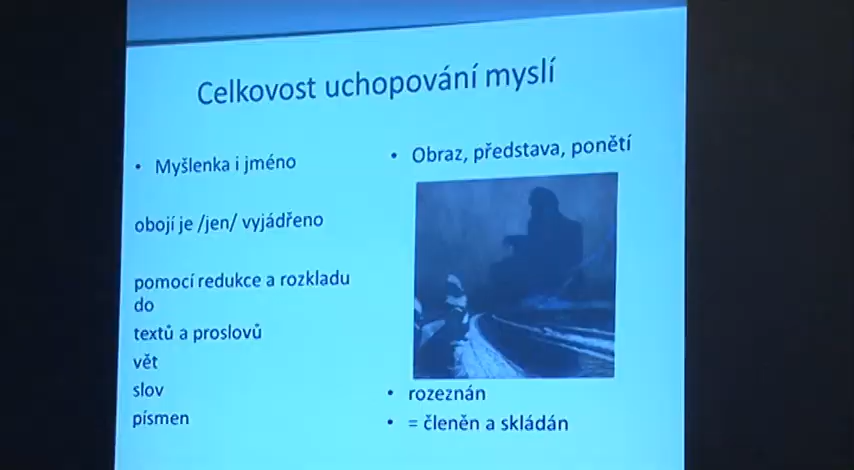 Celkovost uchopování myslí
• Myšlenka i jméno
obojí je /jen/ vyjádřeno
pomocí redukce a rozkladu
do
textů a proslovů
vět
slov
písmen
• Obraz, představa, ponětí
• rozeznán
• = členěn a skládán